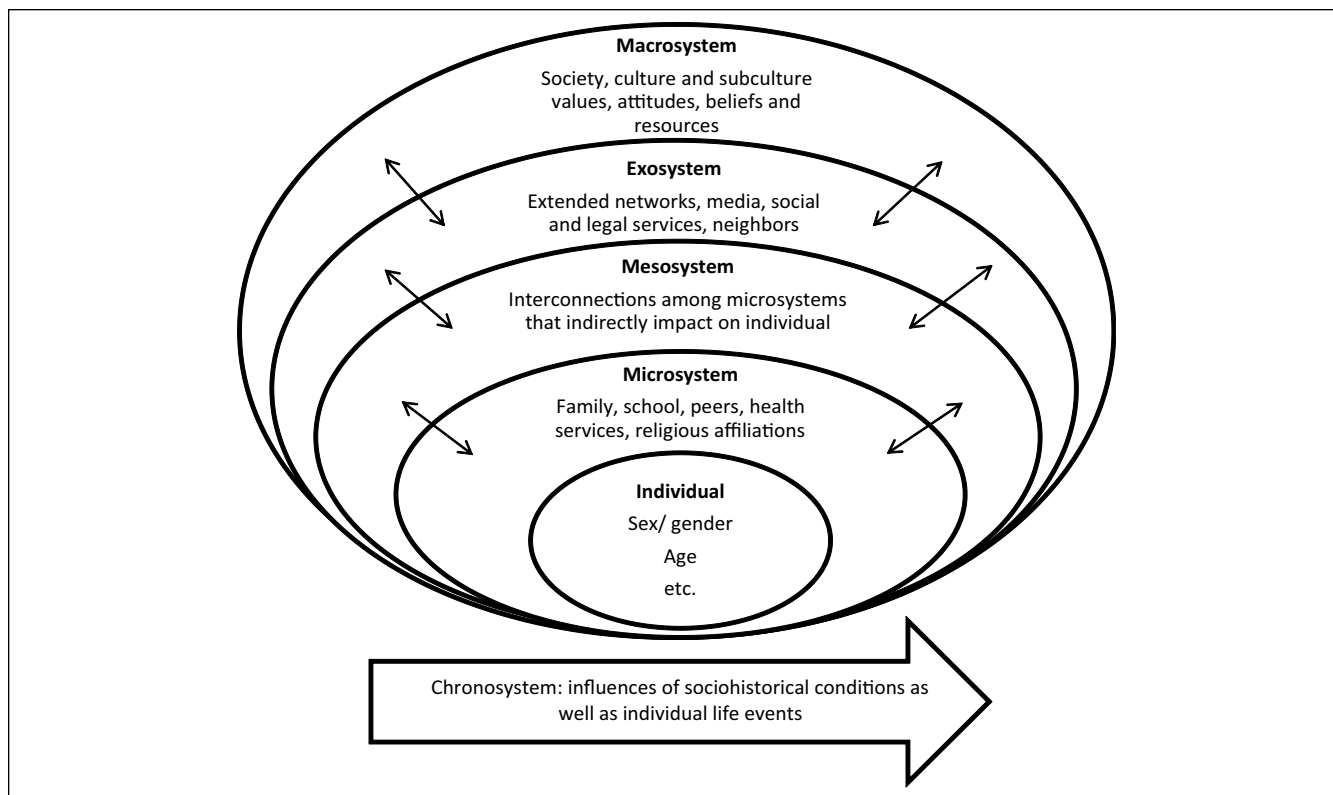 Macrosystem
Society, culture and subculture
values, attitudes, beliefs and
resources
Exosystem
Extended networks, media, social
and legal services, neighbors
Mesosystem
Interconnections among microsystems
that indirectly impact on individual
Microsystem
Family, school, peers, health
services, religious affiliations
Individual
Sex/ gender
Age
etc.
Chronosystem: influences of sociohistorical conditions as
well as individual life events